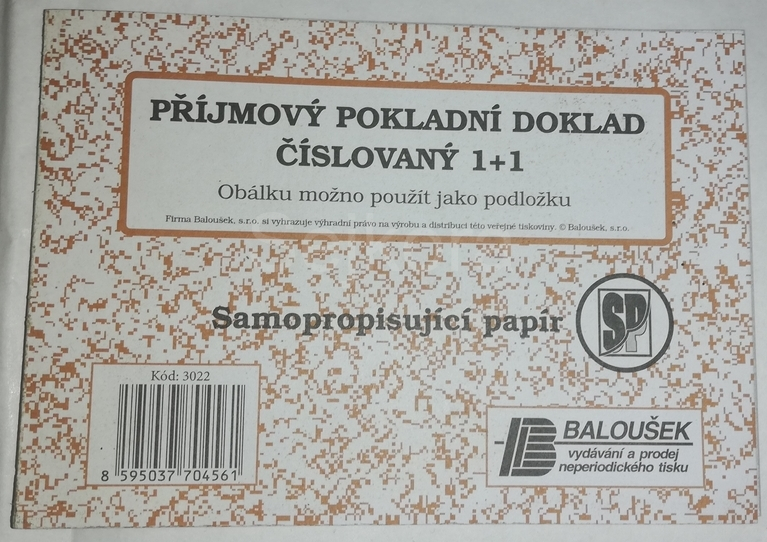 PŘÍJMOVÝ POKLADNÍ DOKLAD
ČÍSLOVANÝ 1+1
Obálku možno použít jako podložku
Firma Baloušek, s.r.o. si vyhrazuje výhradní právo na výrobu a distribuci této veřejné tiskoviny. © Baloušek, s.r.o.
Samopropisující papír
SP
Kód: 3022
8 595037 704561
BALOUŠEK
vydávání a prodej
neperiodického tisku